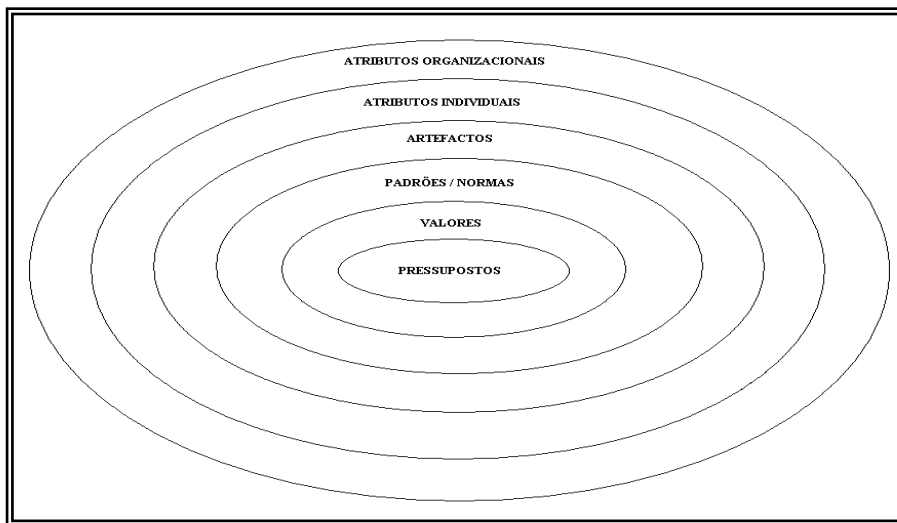 ATRIBUTOS ORGANIZACIONAIS
ATRIBUTOS INDIVIDUAIS
ARTEFACTOS
PADRÕES / NORMAS
VALORES
PRESSUPOSTOS